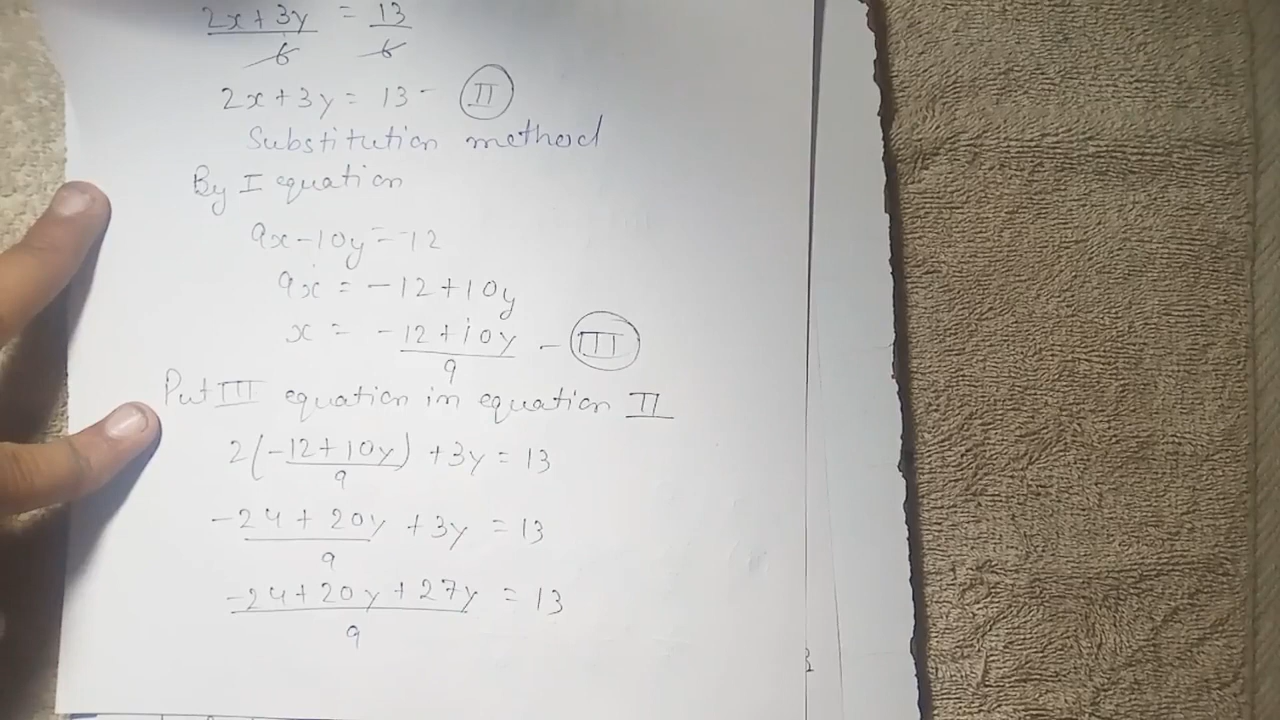 2x+3y/6 = 13/6
2x+3y = 13 - II
Substitution method
By I equation
9x-10y=-12
9x = -12+10y
x = -12+10y/9 - III
Put III equation in equation II
2(-12+10y/9) +3y = 13
-24+20y/9 +3y = 13
-24+20y+27y/9 = 13